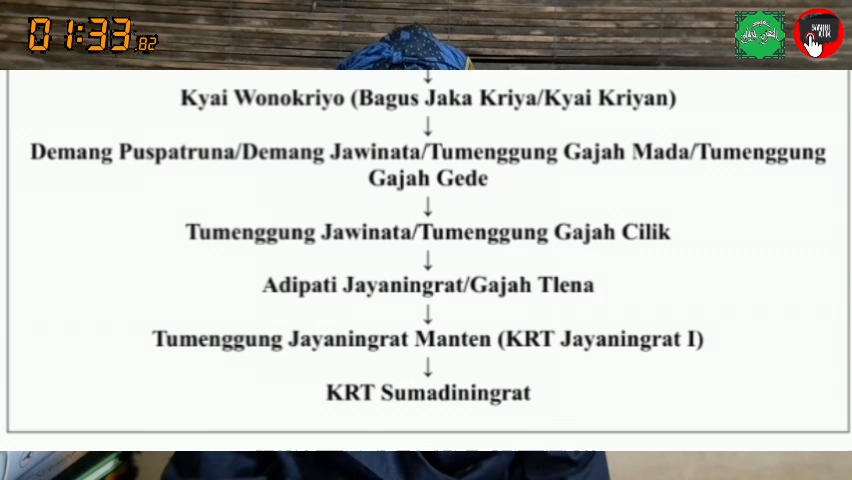 01:33.82
Kyai Wonokriyo (Bagus Jaka Kriya/Kyai Kriyan)
↓
Demang Puspatruna/Demang Jawinata/Tumenggung Gajah Mada/Tumenggung
Gajah Gede
↓
Tumenggung Jawinata/Tumenggung Gajah Cilik
↓
Adipati Jayaningrat/Gajah Tlena
↓
Tumenggung Jayaningrat Manten (KRT Jayaningrat I)
↓
KRT Sumadiningrat